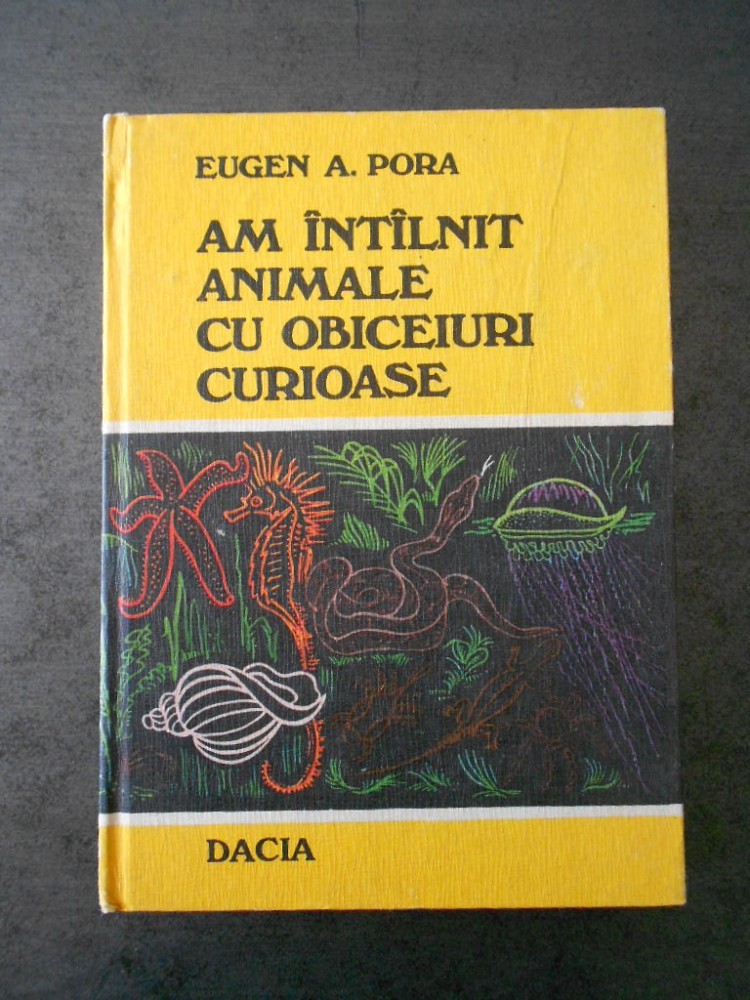 EUGEN A. PORA
AM ÎNTÎLNIT
ANIMALE
CU OBICEIURI
CURIOASE
DACIA